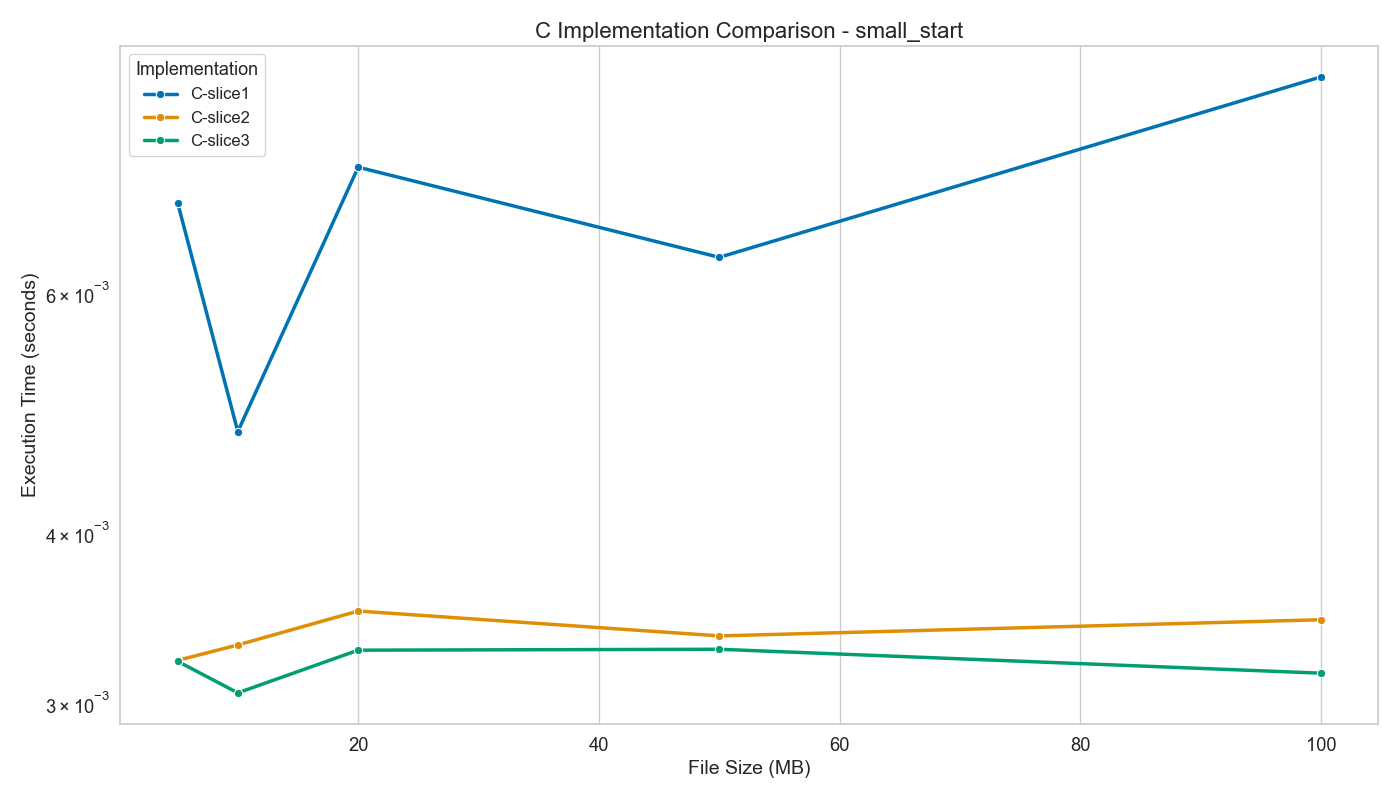 C Implementation Comparison - small_start
Implementation
C-slice1
C-slice2
C-slice3
Execution Time (seconds)
6 × 10⁻³
4 × 10⁻³
3 × 10⁻³
20 40 60 80 100
File Size (MB)